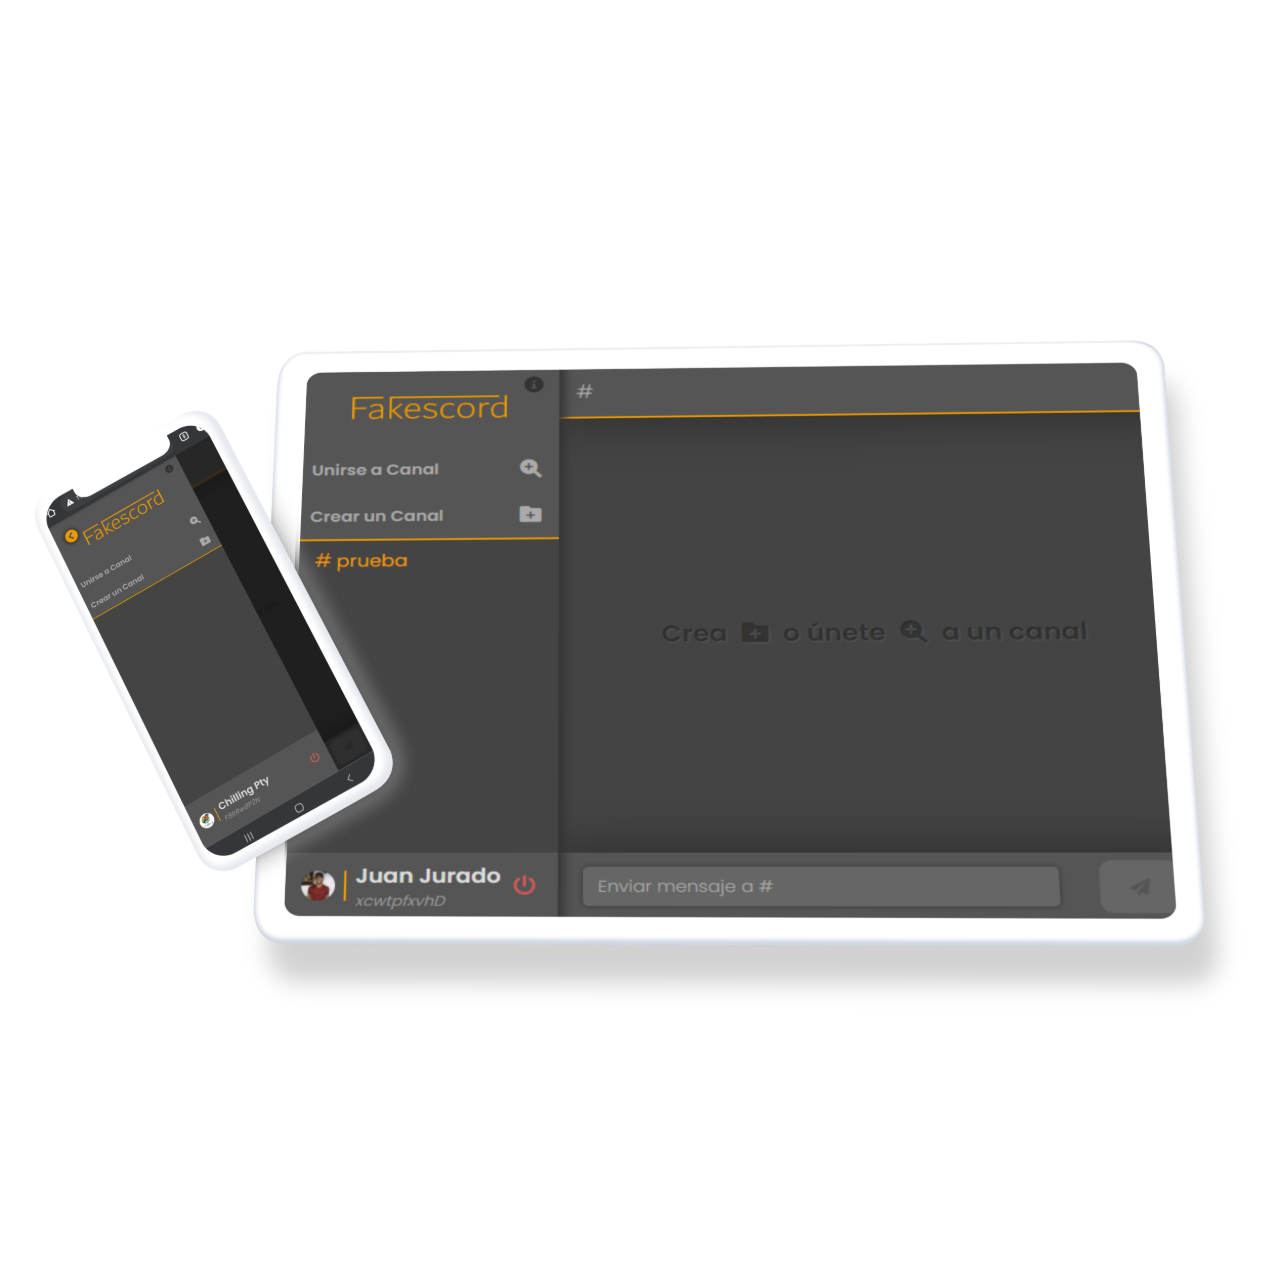 Fakescord
Unirse a Canal
Crear un Canal
# prueba
Juan Jurado
xcwtpfxvhD
#
Crea o únete a un canal
Enviar mensaje a #
Fakescord
Unirse a Canal
Crear un Canal
Chilling Pty